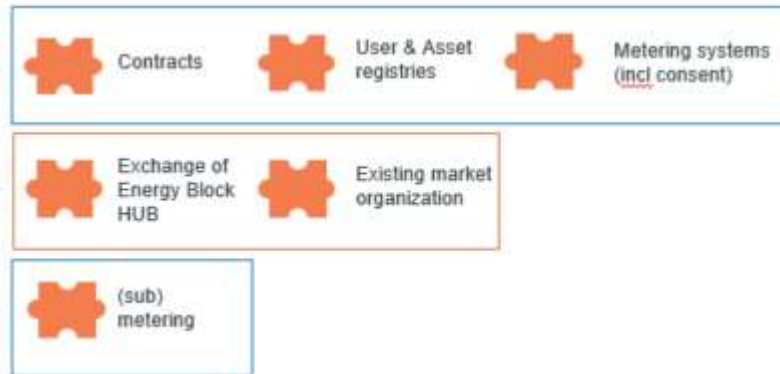 Contracts
User & Asset
registries
Metering systems
(incl consent)
Exchange of
Energy Block
HUB
Existing market
organization
(sub)
metering